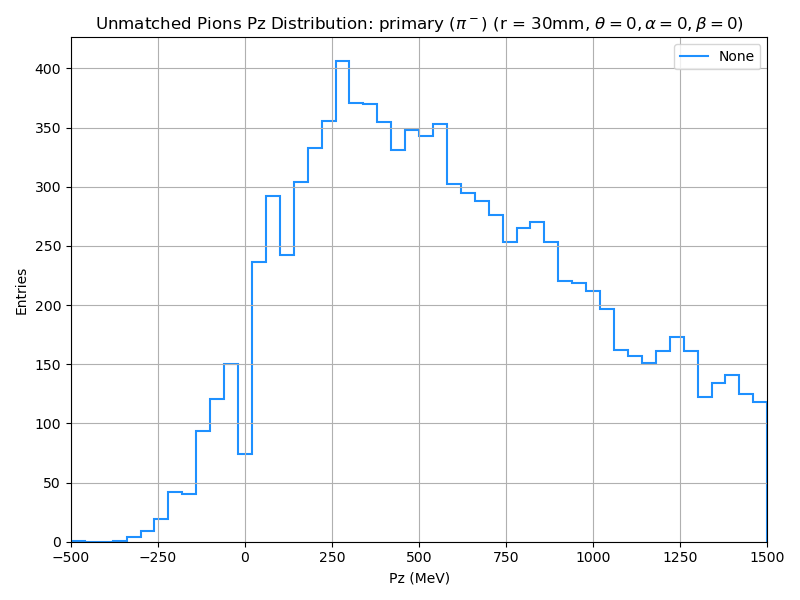 Unmatched Pions Pz Distribution: primary (π⁻) (r = 30mm, θ = 0, α = 0, β = 0)
None
400
350
300
250
200
150
100
50
0
Entries
−500 −250 0 250 500 750 1000 1250 1500
Pz (MeV)